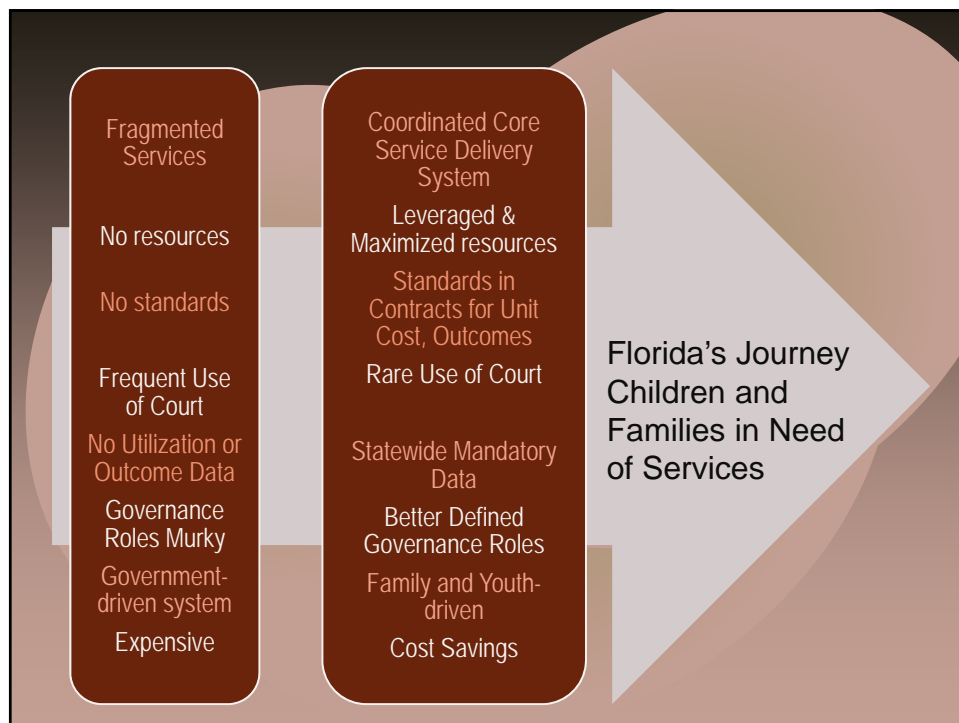 Fragmented
Services
No resources
No standards
Frequent Use
of Court
No Utilization or
Outcome Data
Governance
Roles Murky
Government-
driven system
Expensive
Coordinated Core
Service Delivery
System
Leveraged &
Maximized resources
Standards in
Contracts for Unit
Cost, Outcomes
Rare Use of Court
Statewide Mandatory
Data
Better Defined
Governance Roles
Family and Youth-
driven
Cost Savings
Florida’s Journey
Children and
Families in Need
of Services